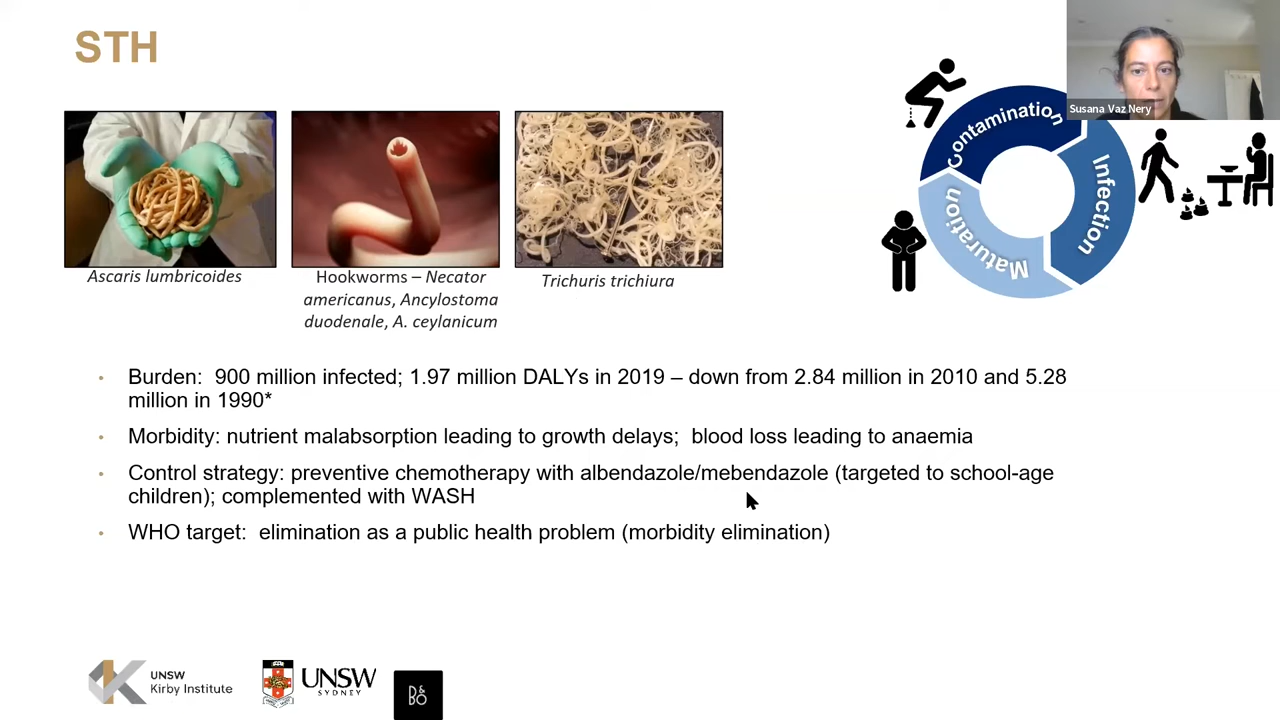 STH
Susana Vaz Nery
Contamination
Infection
Maturation
Ascaris lumbricoides
Hookworms – Necator
americanus, Ancylostoma
duodenale, A. ceylanicum
Trichuris trichiura
• Burden:  900 million infected; 1.97 million DALYs in 2019 – down from 2.84 million in 2010 and 5.28
million in 1990*
• Morbidity: nutrient malabsorption leading to growth delays;  blood loss leading to anaemia
• Control strategy: preventive chemotherapy with albendazole/mebendazole (targeted to school-age
children); complemented with WASH
• WHO target:  elimination as a public health problem (morbidity elimination)
UNSW
Kirby Institute
UNSW
SYDNEY
B&O